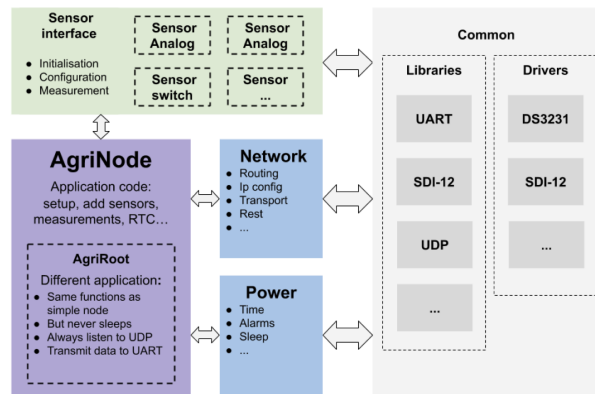 Sensor
interface
● Initialisation
● Configuration
● Measurement
Sensor
Analog
Sensor
Analog
Sensor
switch
Sensor
...
AgriNode
Application code:
setup, add sensors,
measurements, RTC...
AgriRoot
Different application:
● Same functions as
simple node
● But never sleeps
● Always listen to UDP
● Transmit data to UART
Network
● Routing
● Ip config
● Transport
● Rest
● ...
Power
● Time
● Alarms
● Sleep
● ...
Common
Libraries
UART
SDI-12
UDP
...
Drivers
DS3231
SDI-12
...